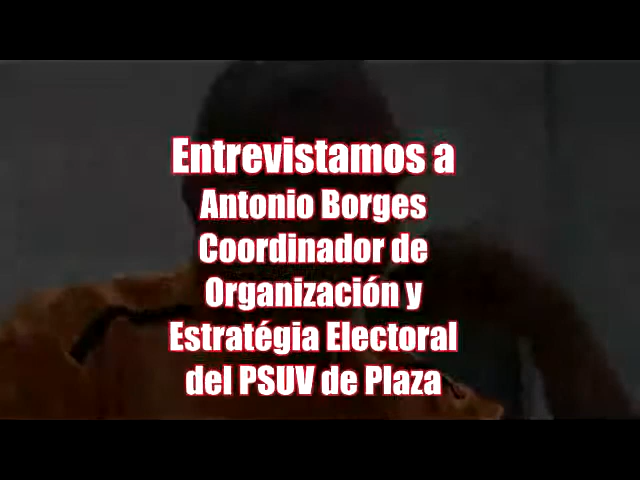 Entrevistamos a
Antonio Borges
Coordinador de
Organización y
Estratégia Electoral
del PSUV de Plaza